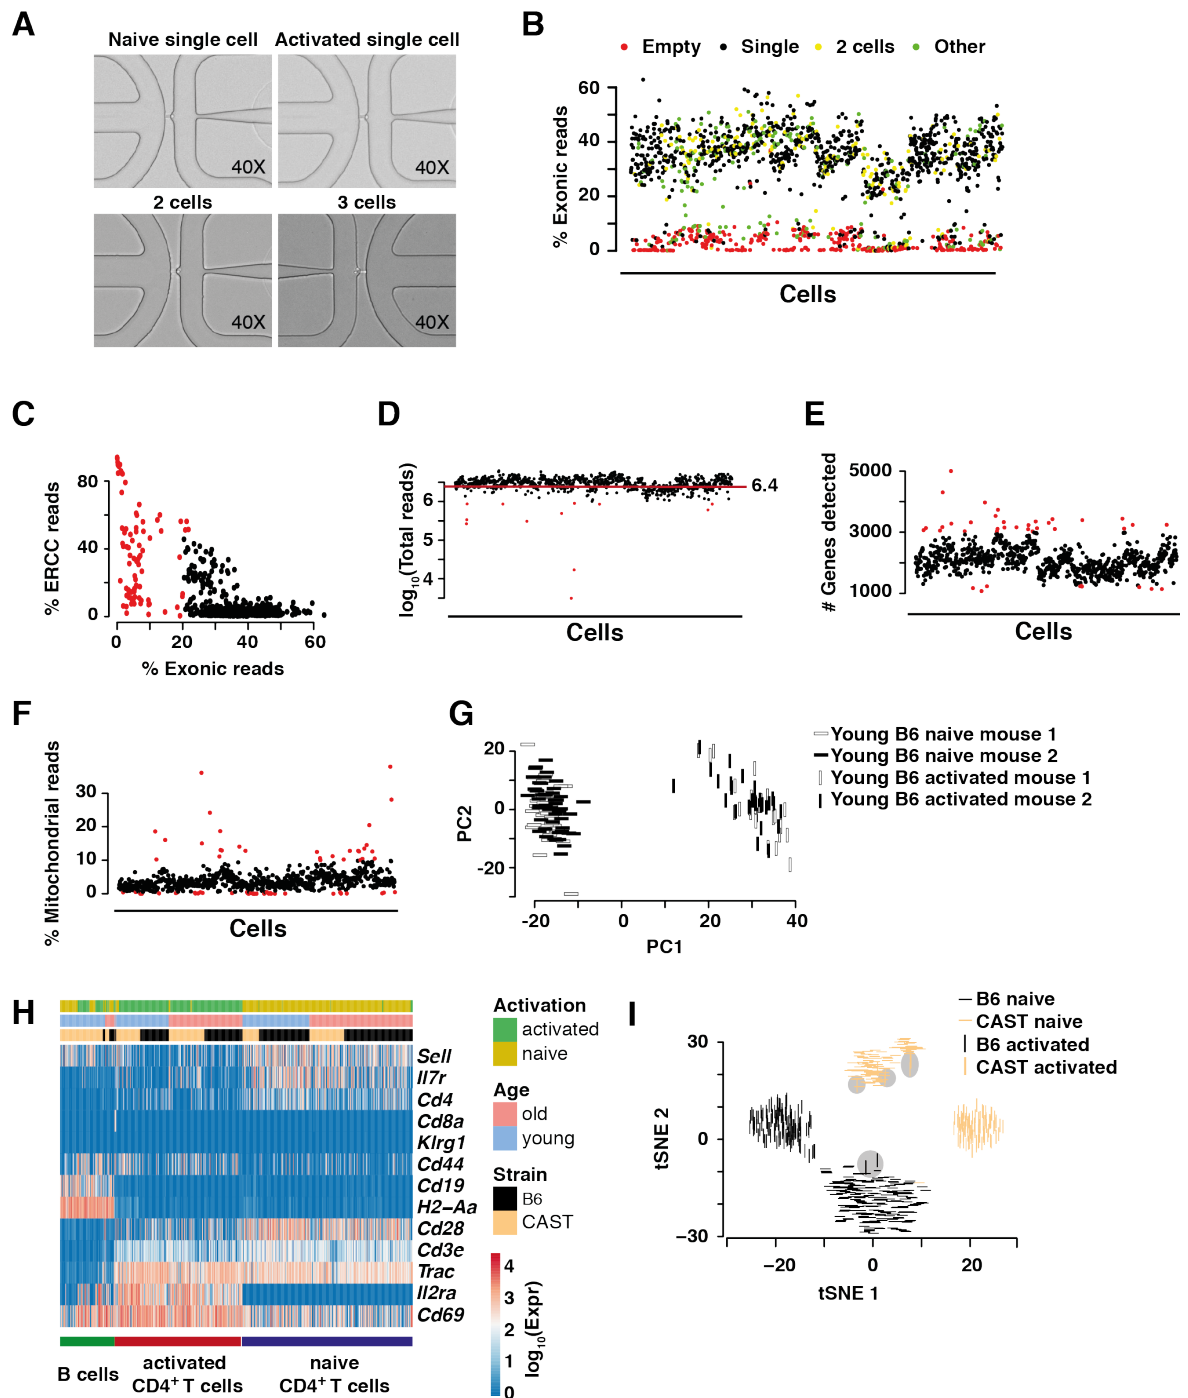 A
Naive single cell
Activated single cell
40X
40X
2 cells
3 cells
40X
40X
B
Empty
Single
2 cells
Other
% Exonic reads
60
40
20
0
Cells
C
% ERCC reads
80
40
0
0
20
40
60
% Exonic reads
D
log10(Total reads)
6
5
4
6.4
Cells
E
# Genes detected
5000
3000
1000
Cells
F
% Mitochondrial reads
30
20
10
0
Cells
G
PC2
20
0
-20
-20
0
20
40
PC1
Young B6 naive mouse 1
Young B6 naive mouse 2
Young B6 activated mouse 1
Young B6 activated mouse 2
H
Sell
Il7r
Cd4
Cd8a
Klrg1
Cd44
Cd19
H2−Aa
Cd28
Cd3e
Trac
Il2ra
Cd69
B cells
activated
CD4+ T cells
naive
CD4+ T cells
Activation
activated
naive
Age
old
young
Strain
B6
CAST
4
3
2
1
0
log10(Expr)
I
B6 naive
CAST naive
B6 activated
CAST activated
tSNE 2
30
0
−30
−20
0
20
tSNE 1